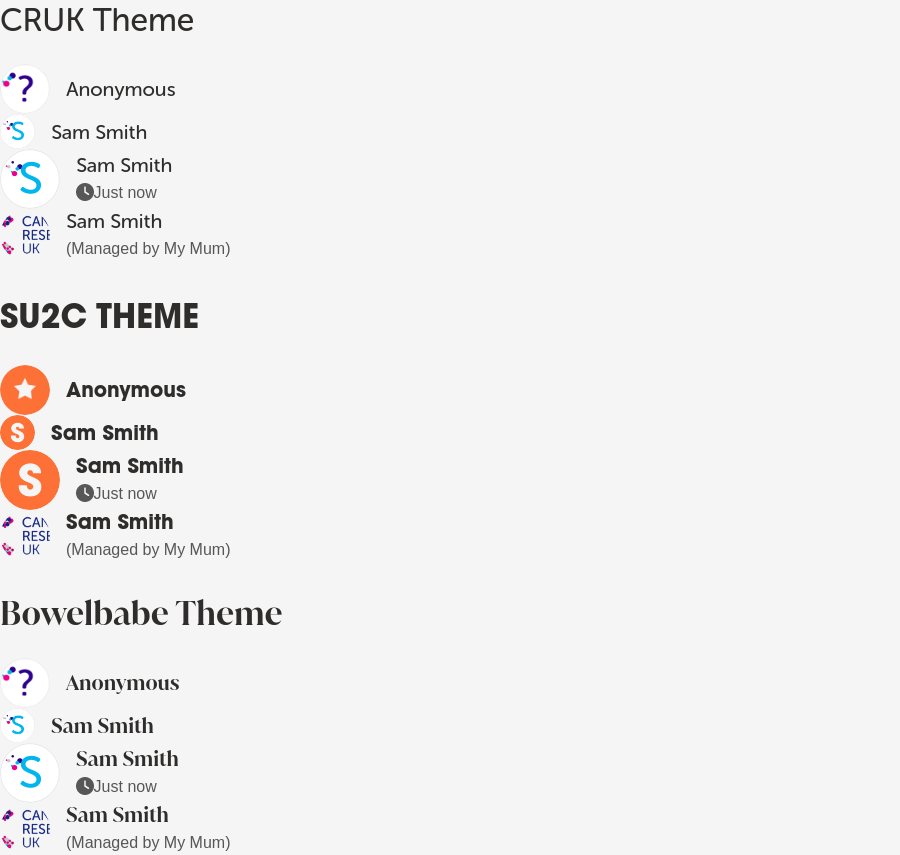 CRUK Theme
?
Anonymous
S
Sam Smith
S
Sam Smith
Just now
CAN
RESE
UK
Sam Smith
(Managed by My Mum)
SU2C THEME
Anonymous
S
Sam Smith
S
Sam Smith
Just now
CAN
RESE
UK
Sam Smith
(Managed by My Mum)
Bowelbabe Theme
?
Anonymous
S
Sam Smith
S
Sam Smith
Just now
CAN
RESE
UK
Sam Smith
(Managed by My Mum)